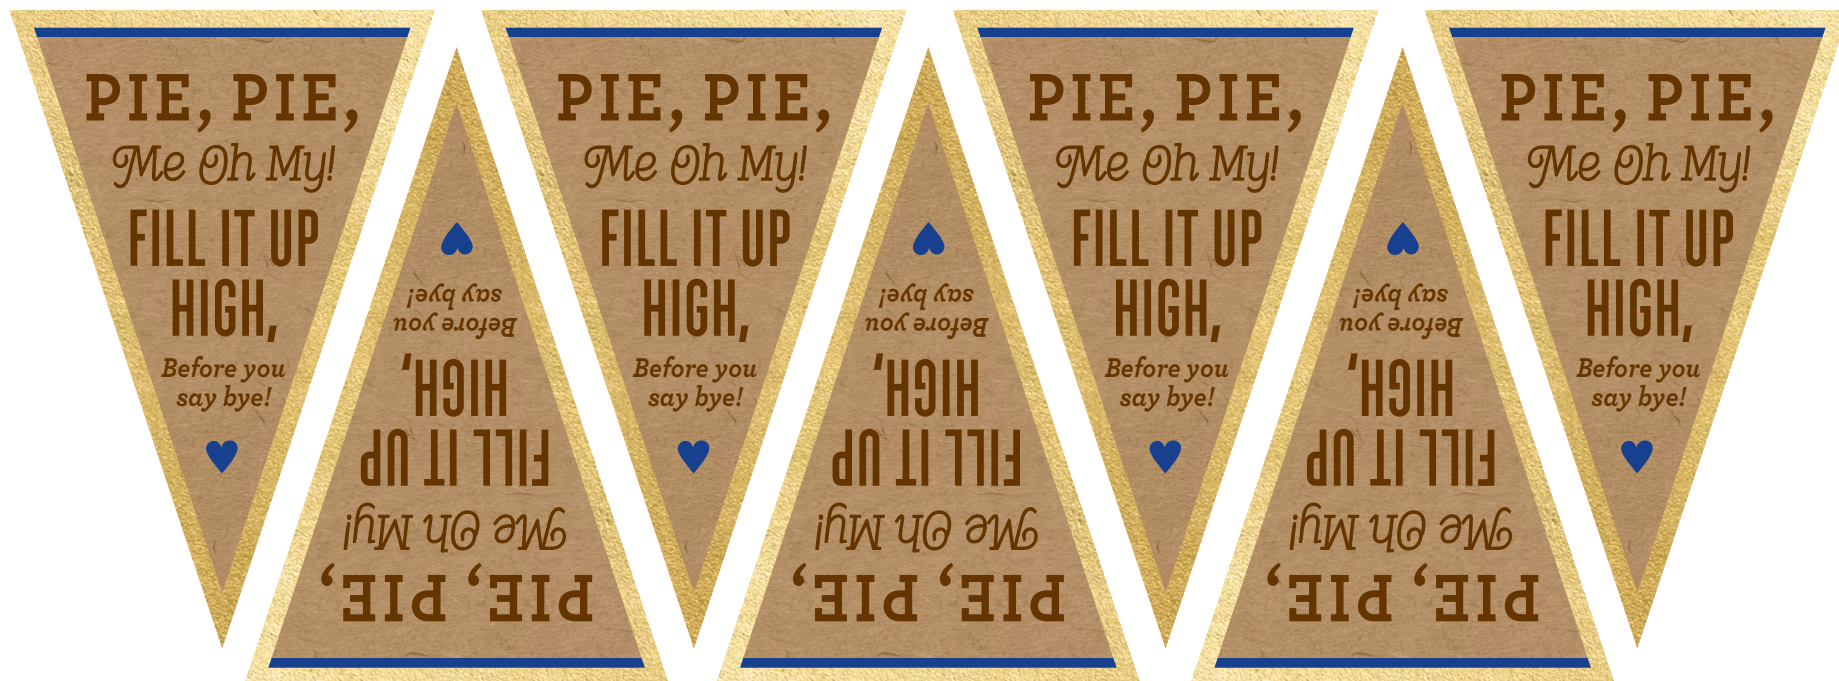 PIE, PIE,
Me Oh My!
FILL IT UP
HIGH,
Before you
say bye!
PIE, PIE,
Me Oh My!
FILL IT UP
HIGH,
Before you
say bye!
PIE, PIE,
Me Oh My!
FILL IT UP
HIGH,
Before you
say bye!
PIE, PIE,
Me Oh My!
FILL IT UP
HIGH,
Before you
say bye!
PIE, PIE,
Me Oh My!
FILL IT UP
HIGH,
Before you
say bye!
PIE, PIE,
Me Oh My!
FILL IT UP
HIGH,
Before you
say bye!
PIE, PIE,
Me Oh My!
FILL IT UP
HIGH,
Before you
say bye!